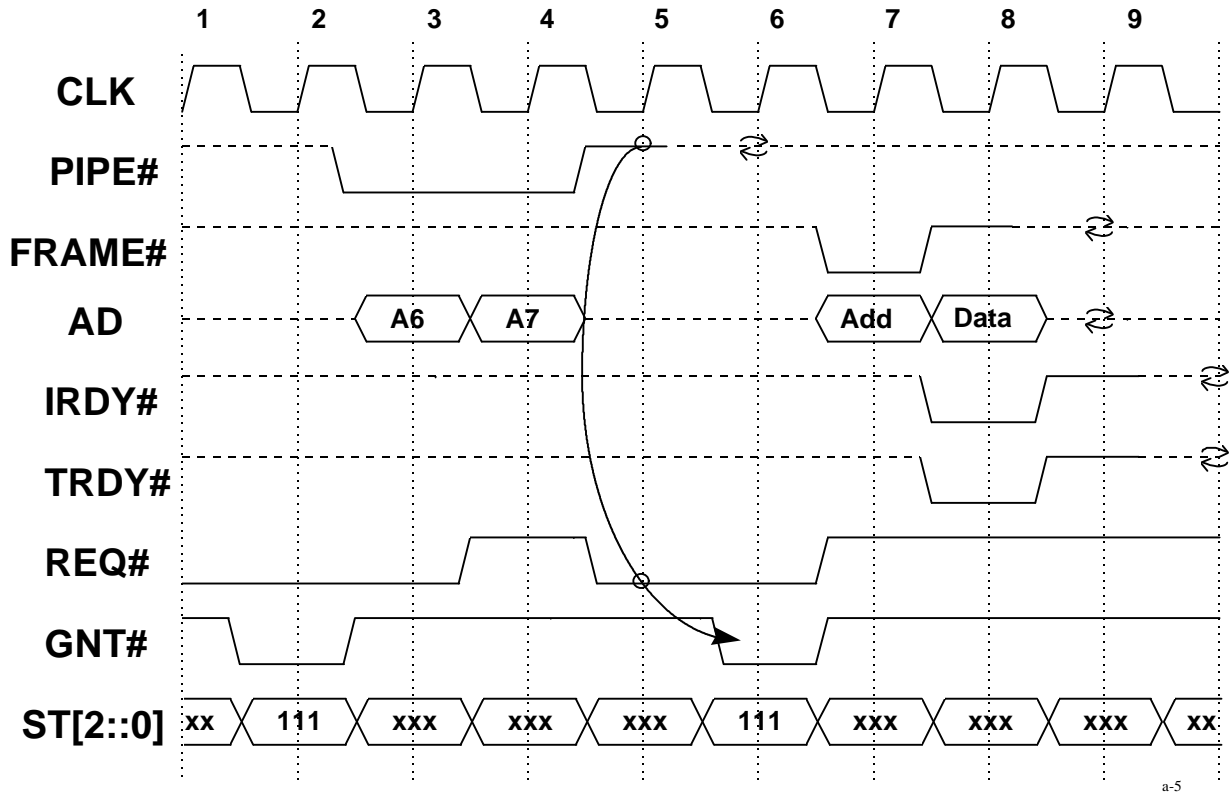 1 2 3 4 5 6 7 8 9
CLK
PIPE#
FRAME#
AD A6 A7 Add Data
IRDY#
TRDY#
REQ#
GNT#
ST[2::0] xx 111 xxx xxx xxx 111 xxx xxx xxx xx
a-5